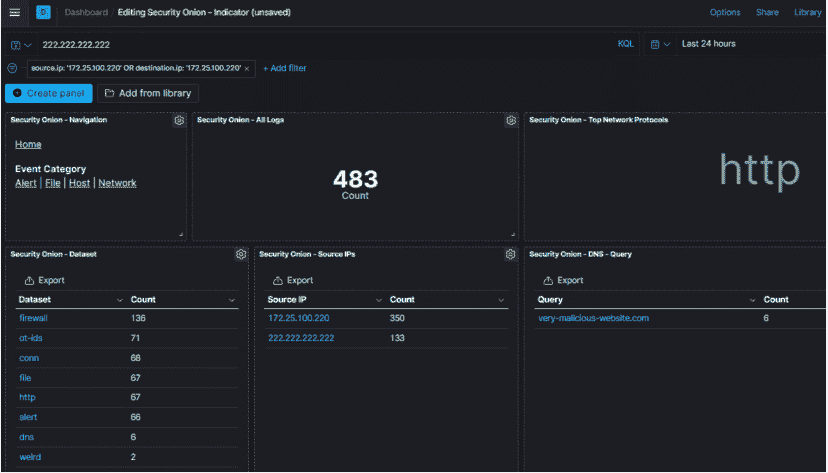 Dashboard Editing Security Onion - Indicator (unsaved) Options Share Library
222.222.222.222 KQL Last 24 hours
source.ip: '172.25.100.220' OR destination.ip: '172.25.100.220' × + Add filter
Create panel Add from library
Security Onion - Navigation
Home
Event Category
Alert | File | Host | Network
Security Onion - All Logs
483
Count
Security Onion - Top Network Protocols
http
Security Onion - Dataset
Export
Dataset Count
firewall 136
ot-ids 71
conn 68
file 67
http 67
alert 66
dns 6
weird 2
Security Onion - Source IPs
Export
Source IP Count
172.25.100.220 350
222.222.222.222 133
Security Onion - DNS - Query
Export
Query Count
very-malicious-website.com 6